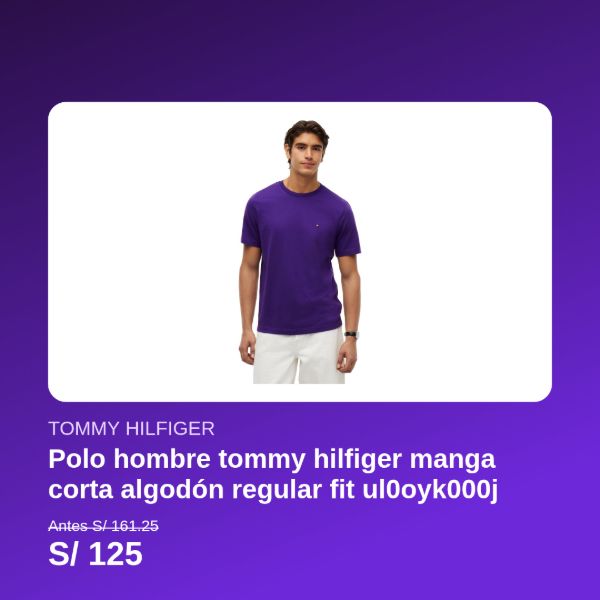 TOMMY HILFIGER
Polo hombre tommy hilfiger manga
corta algodón regular fit ul0oyk000j
Antes S/ 161.25
S/ 125